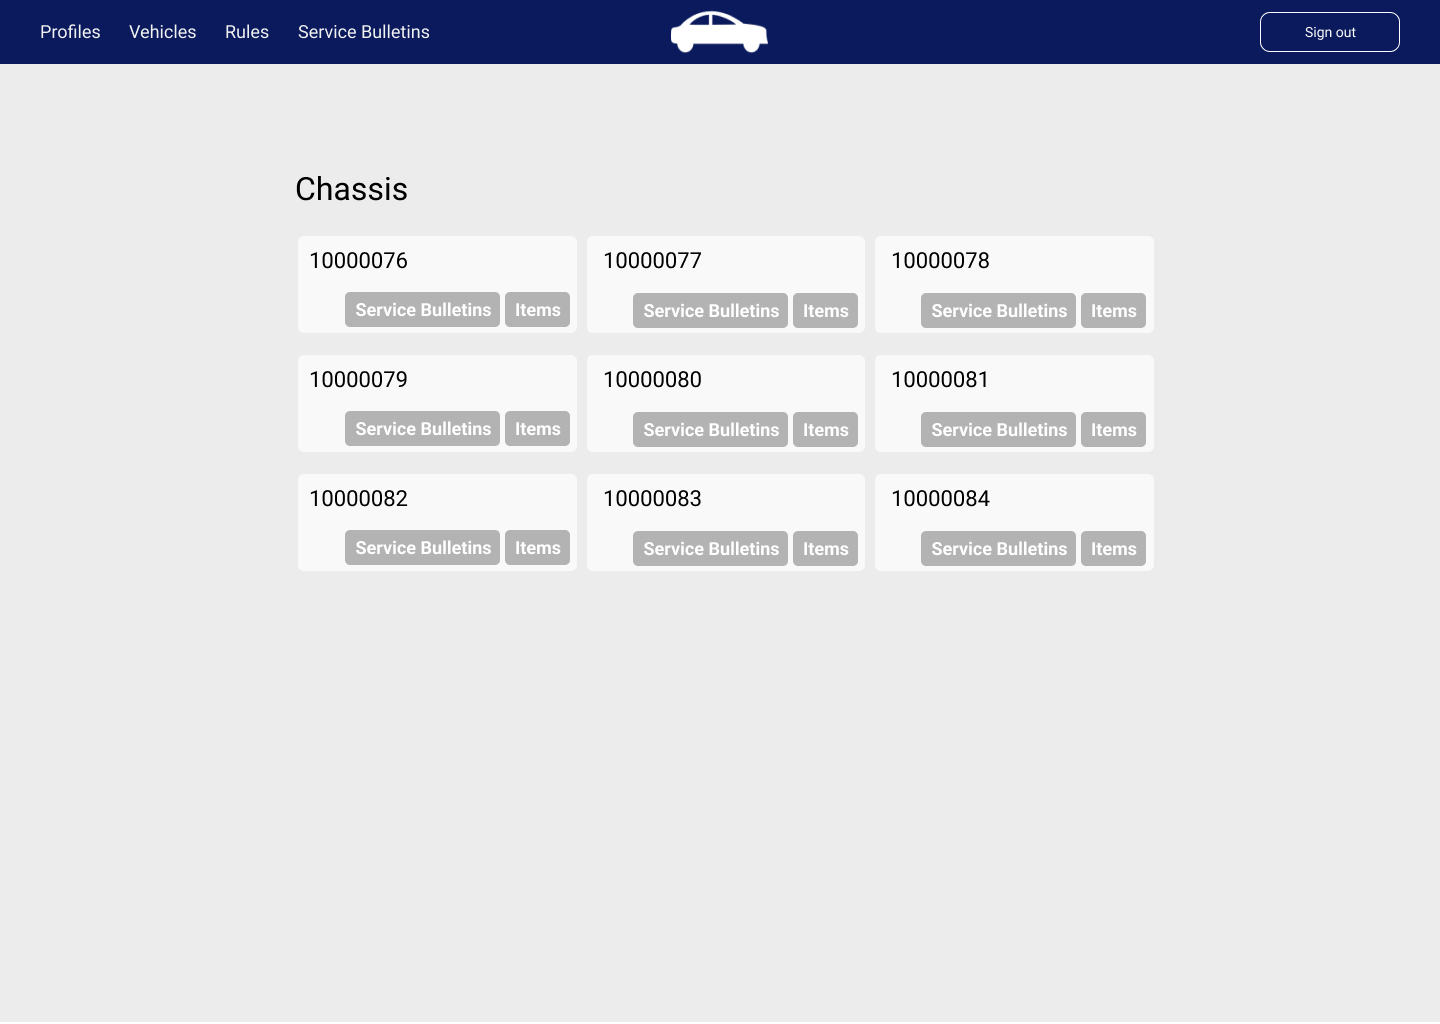 Profiles Vehicles Rules Service Bulletins Sign out
Chassis
10000076 10000077 10000078
Service Bulletins Items Service Bulletins Items Service Bulletins Items
10000079 10000080 10000081
Service Bulletins Items Service Bulletins Items Service Bulletins Items
10000082 10000083 10000084
Service Bulletins Items Service Bulletins Items Service Bulletins Items